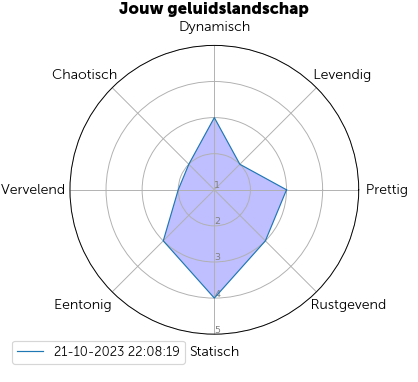 Jouw geluidslandschap
Dynamisch
Chaotisch
Levendig
Vervelend
Prettig
1
2
3
4
5
Eentonig
Rustgevend
21-10-2023 22:08:19
Statisch